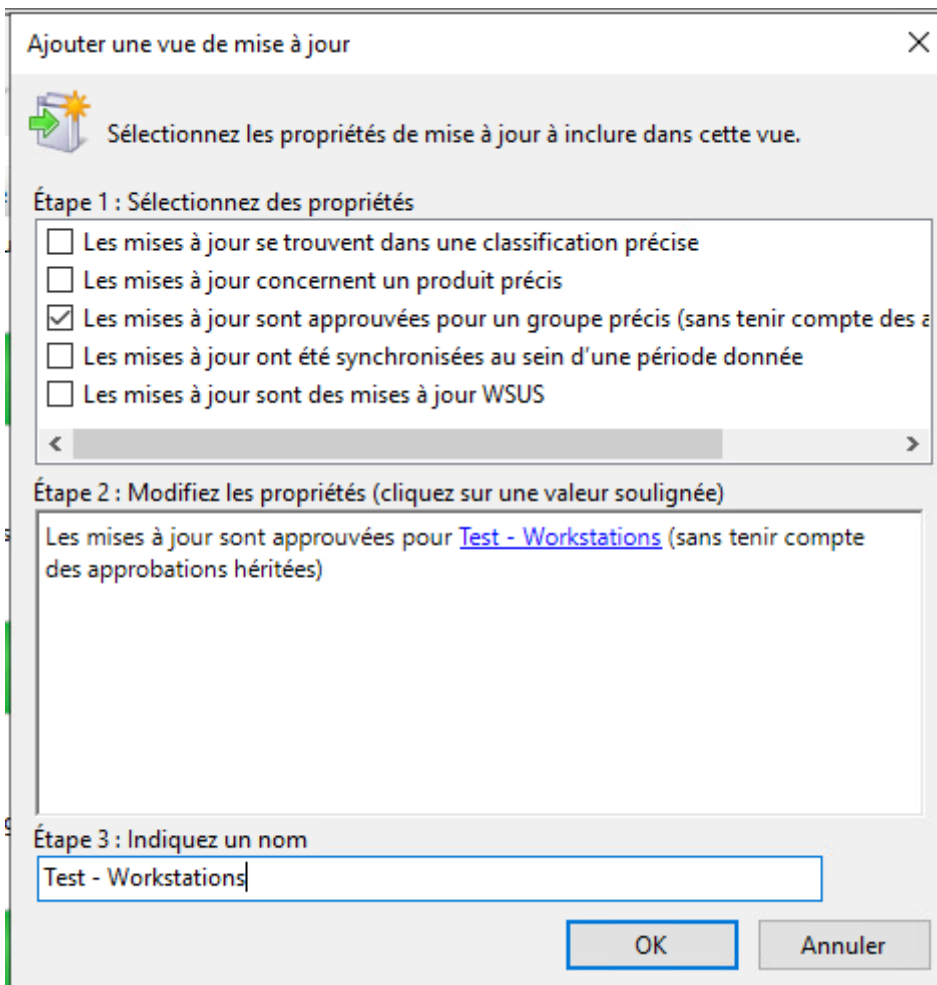 Ajouter une vue de mise à jour
Sélectionnez les propriétés de mise à jour à inclure dans cette vue.
Étape 1 : Sélectionnez des propriétés
Les mises à jour se trouvent dans une classification précise
Les mises à jour concernent un produit précis
Les mises à jour sont approuvées pour un groupe précis (sans tenir compte des
Les mises à jour ont été synchronisées au sein d'une période donnée
Les mises à jour sont des mises à jour WSUS
Étape 2 : Modifiez les propriétés (cliquez sur une valeur soulignée)
Les mises à jour sont approuvées pour Test - Workstations (sans tenir compte
des approbations héritées)
Étape 3 : Indiquez un nom
Test - Workstations
OK
Annuler